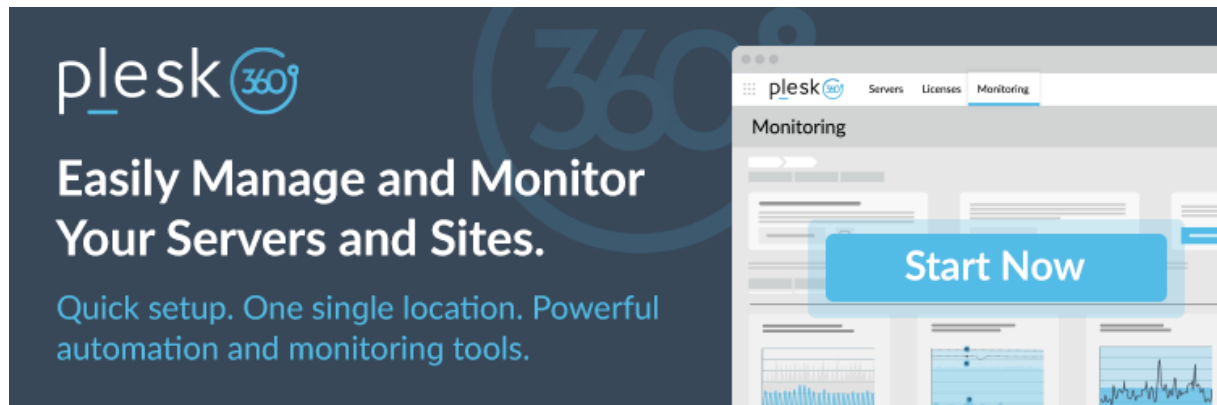 plesk 360°
Easily Manage and Monitor
Your Servers and Sites.
Quick setup. One single location. Powerful
automation and monitoring tools.
360°
plesk 360°
Servers Licenses Monitoring
Monitoring
Start Now